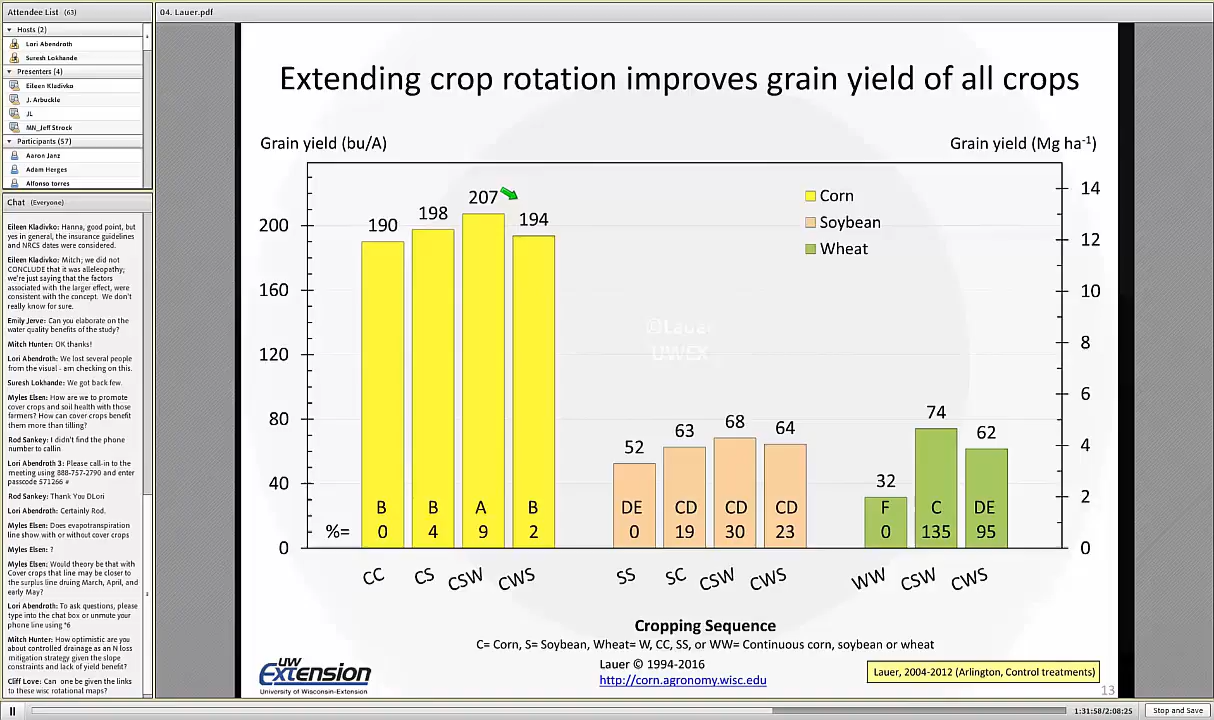 Attendee List (63)
Hosts (2)
Lori Abendroth
Suresh Lokhande
Presenters (4)
Eileen Kladivko
J. Arbuckle
JL
MN_Jeff Strock
Participants (57)
Aaron Janz
Adam Herges
Alfonso torres
Chat (Everyone)
Eileen Kladivko: Hanna, good point, but
yes in general, the insurance guidelines
and NRCS dates were considered.
Eileen Kladivko: Mitch; we did not
CONCLUDE that it was alleleopathy;
we're just saying that the factors
associated with the larger effect, were
consistent with the concept. We don't
really know for sure.
Emily Jerve: Can you elaborate on the
water quality benefits of the study?
Mitch Hunter: OK thanks!
Lori Abendroth: We lost several people
from the visual - am checking on this.
Suresh Lokhande: We got back few.
Myles Elsen: How are we to promote
cover crops and soil health with those
farmers? How can cover crops benefit
them more than tilling?
Rod Sankey: I didn't find the phone
number to callin
Lori Abendroth 3: Please call-in to the
meeting using 888-757-2790 and enter
passcode 571266 #
Rod Sankey: Thank You DLori
Lori Abendroth: Certainly Rod.
Myles Elsen: Does evapotranspiration
line show with or without cover crops
Myles Elsen: ?
Myles Elsen: Would theory be that with
Cover crops that line may be closer to
the surplus line druing March, April, and
early May?
Lori Abendroth: To ask questions, please
type into the chat box or unmute your
phone line using *6
Mitch Hunter: How optimistic are you
about controlled drainage as an N loss
mitigation strategy given the slope
constraints and lack of yield benefit?
Cliff Love: Can one be given the links
to these wisc rotational maps?
04. Lauer.pdf
Extending crop rotation improves grain yield of all crops
Grain yield (bu/A)
Grain yield (Mg ha-1)
200
160
120
80
40
0
14
12
10
8
6
4
2
0
Corn
Soybean
Wheat
190
198
207
194
52
63
68
64
32
74
62
©Lauer
UWEX
B
B
A
B
DE
CD
CD
CD
F
C
DE
%=
0
4
9
2
0
19
30
23
0
135
95
CC
CS
CSW
CWS
SS
SC
CSW
CWS
WW
CSW
CWS
Cropping Sequence
C= Corn, S= Soybean, Wheat= W, CC, SS, or WW= Continuous corn, soybean or wheat
UW
Extension
University of Wisconsin-Extension
Lauer © 1994-2016
http://corn.agronomy.wisc.edu
Lauer, 2004-2012 (Arlington, Control treatments)
13
1:31:58/2:08:25
Stop and Save